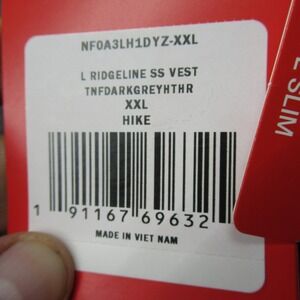 NF0A3LH1DYZ-XXL
L RIDGELINE SS VEST
TNFDARKGREYHTHR
XXL
HIKE
1 91167 69632
MADE IN VIET NAM
L SLIM